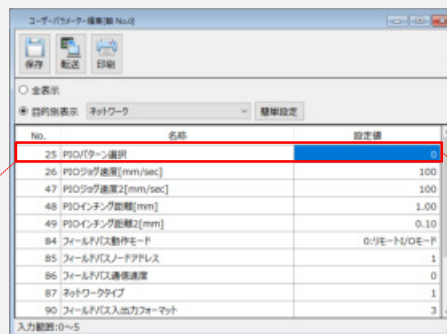 ユーザーパラメーター編集[軸 No.0]
保存 転送 印刷
全表示
目的別表示 ネットワーク 簡単設定
No. 名称 設定値
25 PIOパターン選択 0
26 PIOジョグ速度[mm/sec] 100
47 PIOジョグ速度2[mm/sec] 100
48 PIOインチング距離[mm] 1.00
49 PIOインチング距離2[mm] 0.10
84 フィールドバス動作モード 0:リモートI/Oモード
85 フィールドバスノードアドレス 1
86 フィールドバス通信速度 0
87 ネットワークタイプ 1
90 フィールドバス入出力フォーマット 3
入力範囲:0~5